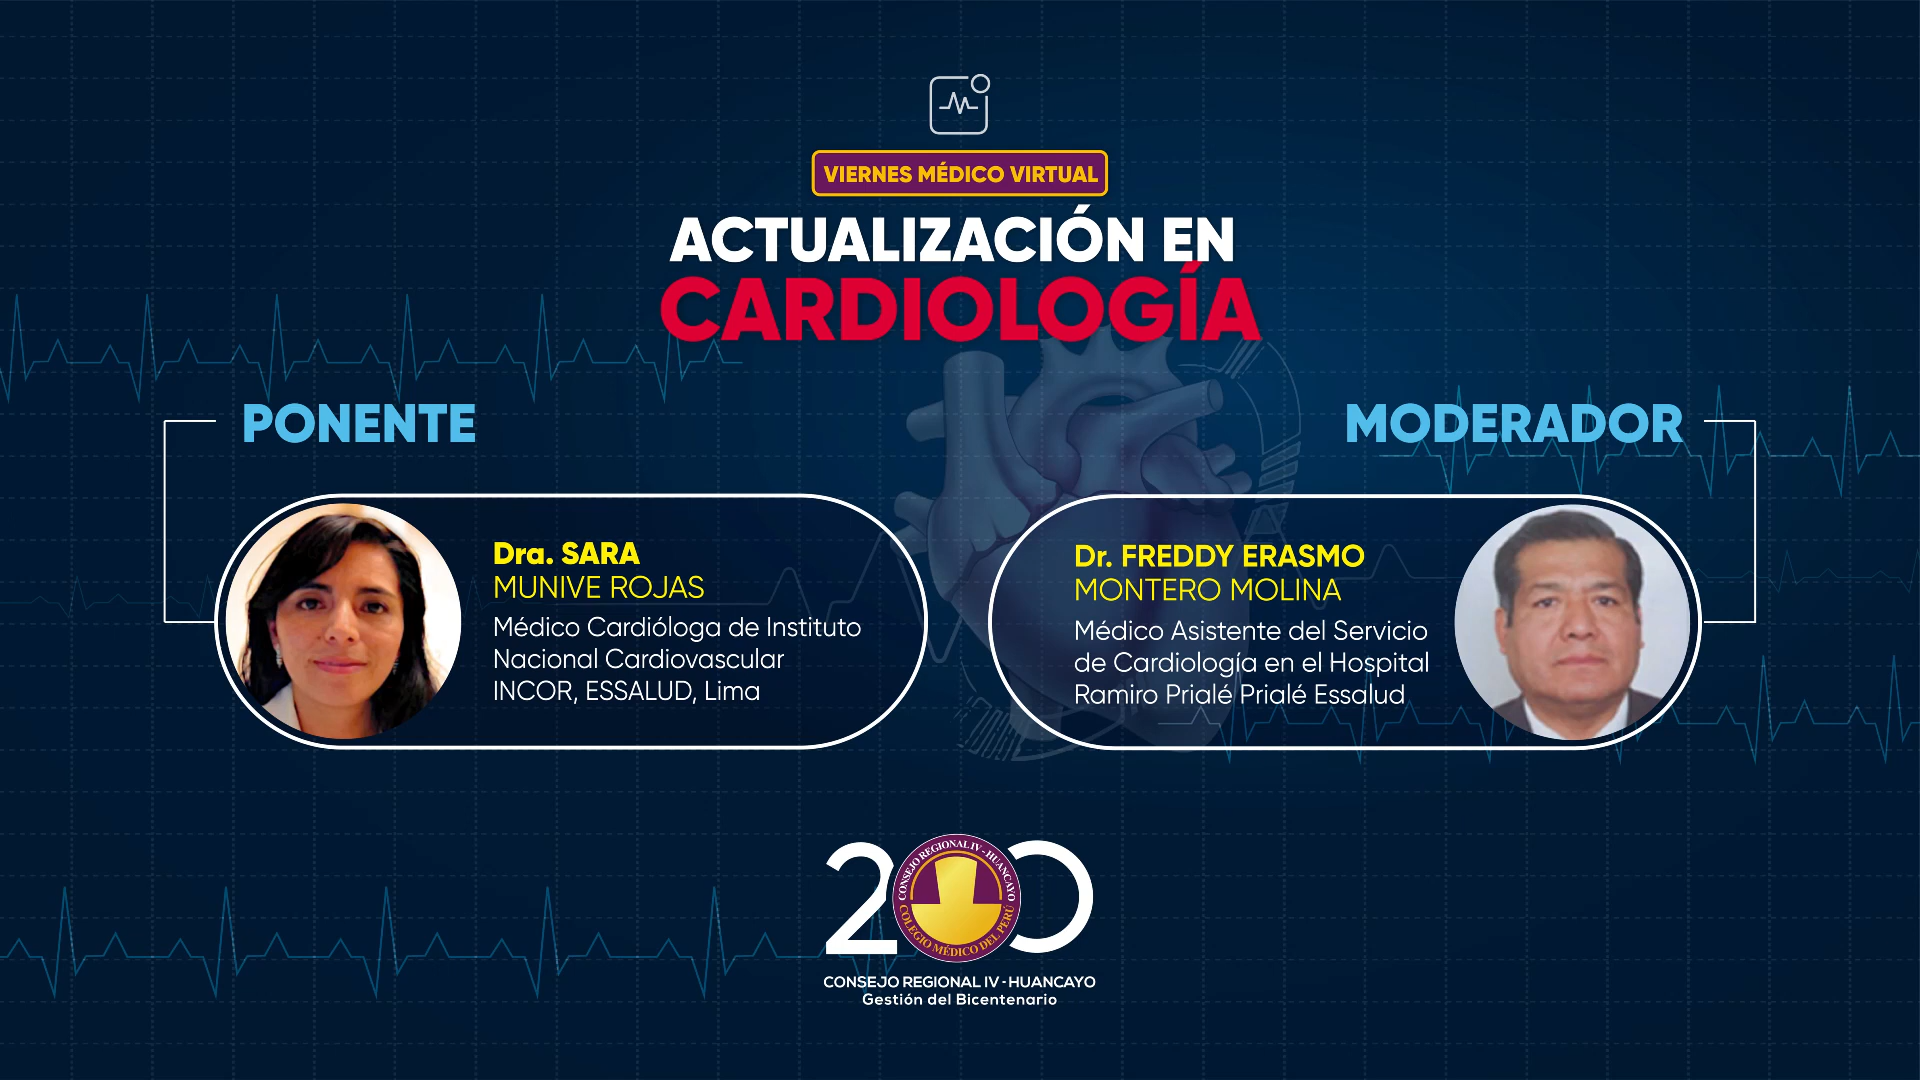 VIERNES MÉDICO VIRTUAL
ACTUALIZACIÓN EN
CARDIOLOGÍA
PONENTE
Dra. SARA
MUNIVE ROJAS
Médico Cardióloga de Instituto
Nacional Cardiovascular
INCOR, ESSALUD, Lima
MODERADOR
Dr. FREDDY ERASMO
MONTERO MOLINA
Médico Asistente del Servicio
de Cardiología en el Hospital
Ramiro Prialé Prialé Essalud
200
CONSEJO REGIONAL IV - HUANCAYO
COLEGIO MÉDICO DEL PERÚ
CONSEJO REGIONAL IV - HUANCAYO
Gestión del Bicentenario